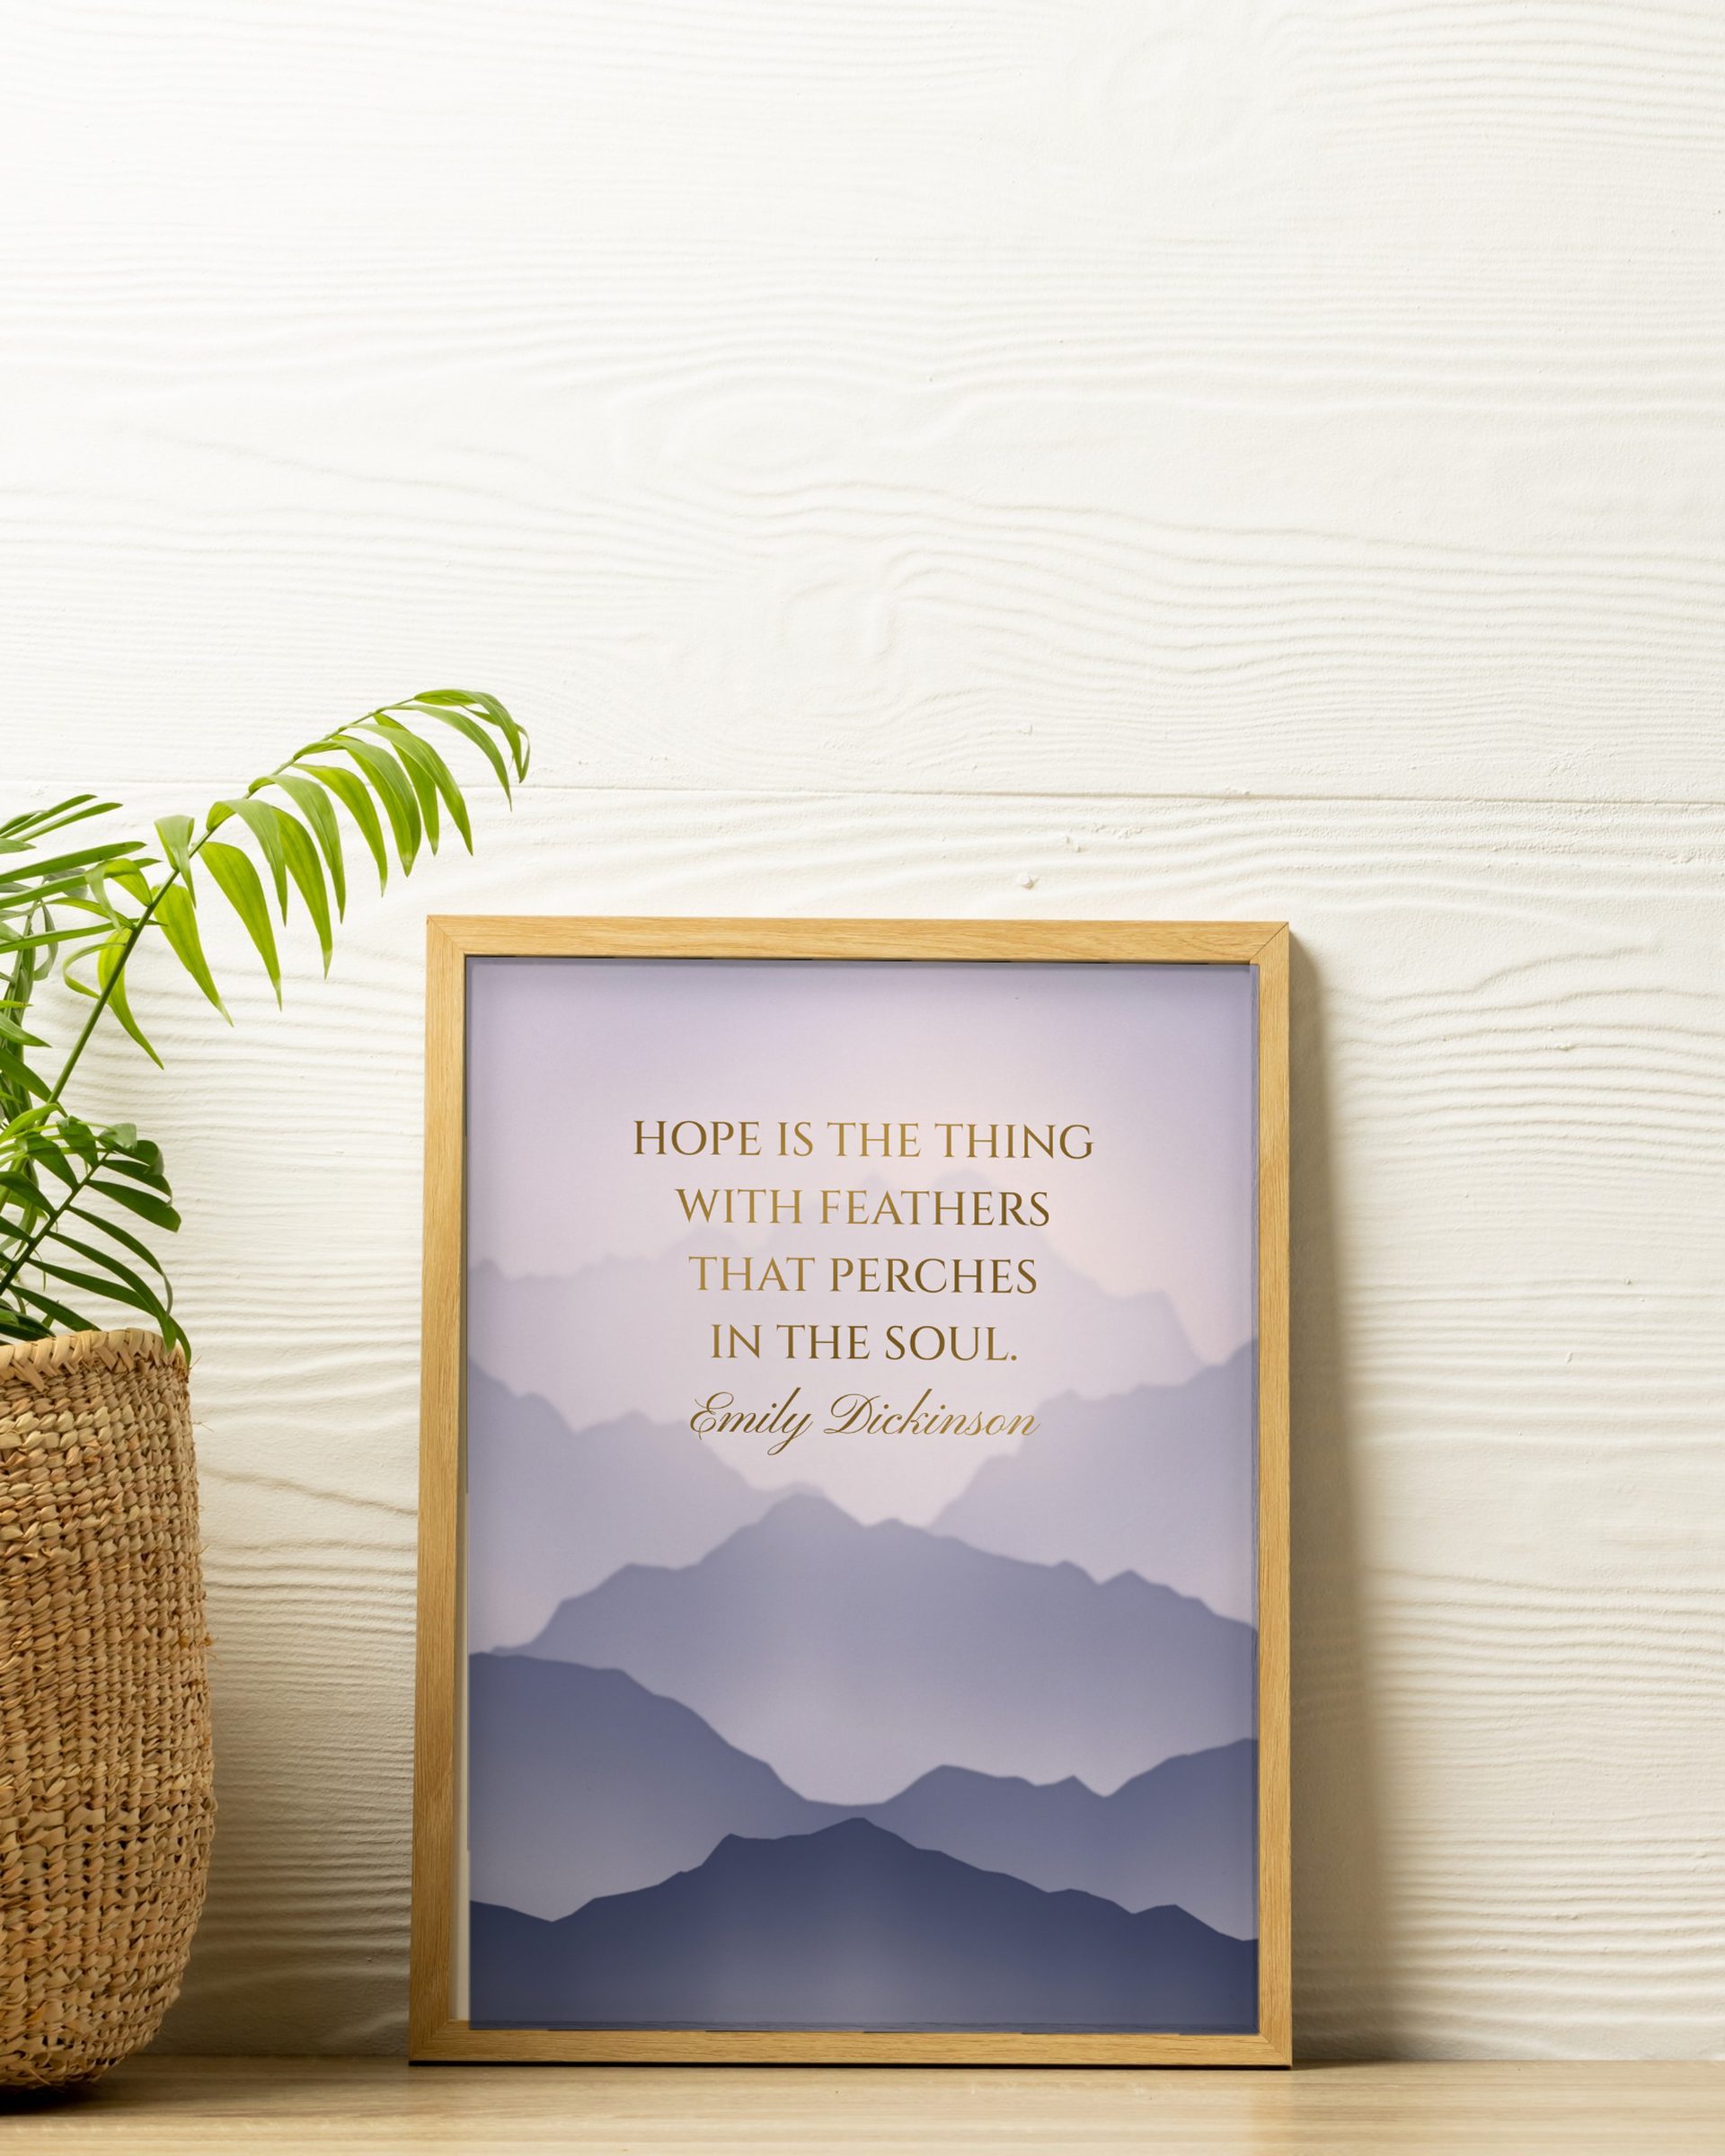 HOPE IS THE THING
WITH FEATHERS
THAT PERCHES
IN THE SOUL.
Emily Dickinson